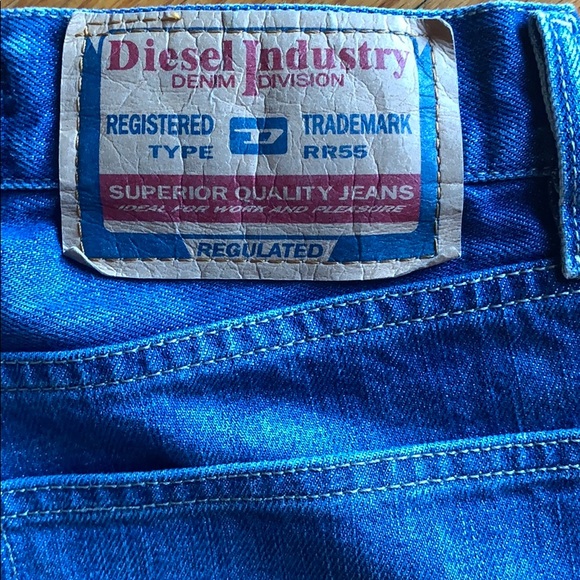 Diesel Industry
DENIM DIVISION
REGISTERED D TRADEMARK
TYPE RR55
SUPERIOR QUALITY JEANS
IDEAL FOR WORK AND PLEASURE
REGULATED